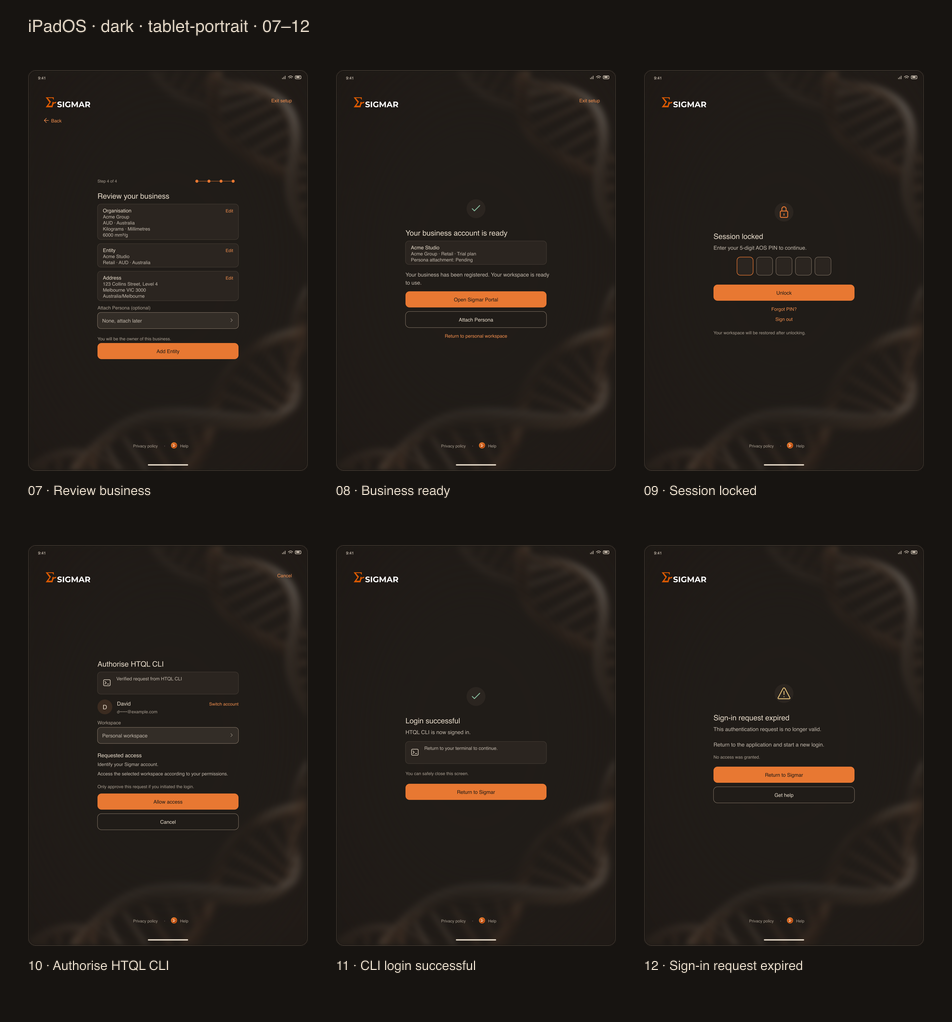 iPadOS · dark · tablet-portrait · 07–12
9:41
SIGMAR
Exit setup
Back
Step 4 of 4
Review your business
Organisation
Edit
Acme Group
AUD · Australia
Kilograms · Millimetres
6000 mmHg
Entity
Edit
Acme Studio
Retail · AUD · Australia
Address
Edit
123 Collins Street, Level 4
Melbourne VIC 3000
Australia/Melbourne
Attach Persona (optional)
None, attach later
You will be the owner of this business.
Add Entity
Privacy policy
Help
07 · Review business
9:41
SIGMAR
Exit setup
Your business account is ready
Acme Studio
Acme Group · Retail · Trial plan
Persona attachment: Pending
Your business has been registered. Your workspace is ready
to use.
Open Sigmar Portal
Attach Persona
Return to personal workspace
Privacy policy
Help
08 · Business ready
9:41
SIGMAR
Session locked
Enter your 5-digit AOS PIN to continue.
Unlock
Forgot PIN?
Sign out
Your workspace will be restored after unlocking.
Privacy policy
Help
09 · Session locked
9:41
SIGMAR
Cancel
Authorise HTQL CLI
Verified request from HTQL CLI
D
David
Switch account
d••••@example.com
Workspace
Personal workspace
Requested access
Identify your Sigmar account.
Access the selected workspace according to your permissions.
Only approve this request if you initiated the login.
Allow access
Cancel
Privacy policy
Help
10 · Authorise HTQL CLI
9:41
SIGMAR
Login successful
HTQL CLI is now signed in.
Return to your terminal to continue.
You can safely close this screen.
Return to Sigmar
Privacy policy
Help
11 · CLI login successful
9:41
SIGMAR
Sign-in request expired
This authentication request is no longer valid.
Return to the application and start a new login.
No access was granted.
Return to Sigmar
Get help
Privacy policy
Help
12 · Sign-in request expired